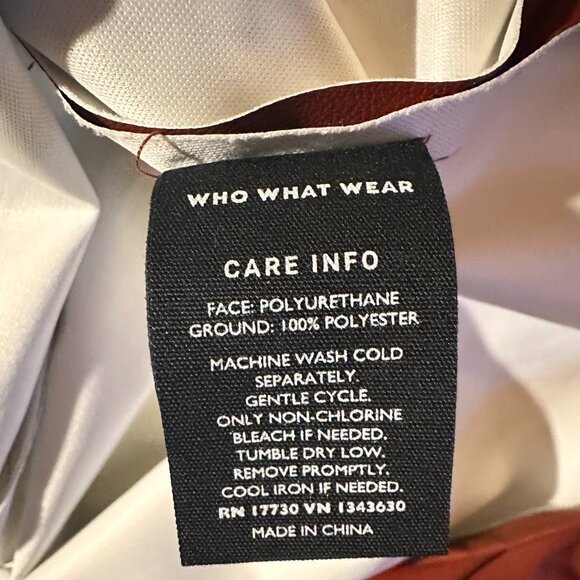 WHO WHAT WEAR
CARE INFO
FACE: POLYURETHANE
GROUND: 100% POLYESTER
MACHINE WASH COLD
SEPARATELY.
GENTLE CYCLE.
ONLY NON-CHLORINE
BLEACH IF NEEDED.
TUMBLE DRY LOW.
REMOVE PROMPTLY.
COOL IRON IF NEEDED.
RN 17730 VN 1343630
MADE IN CHINA